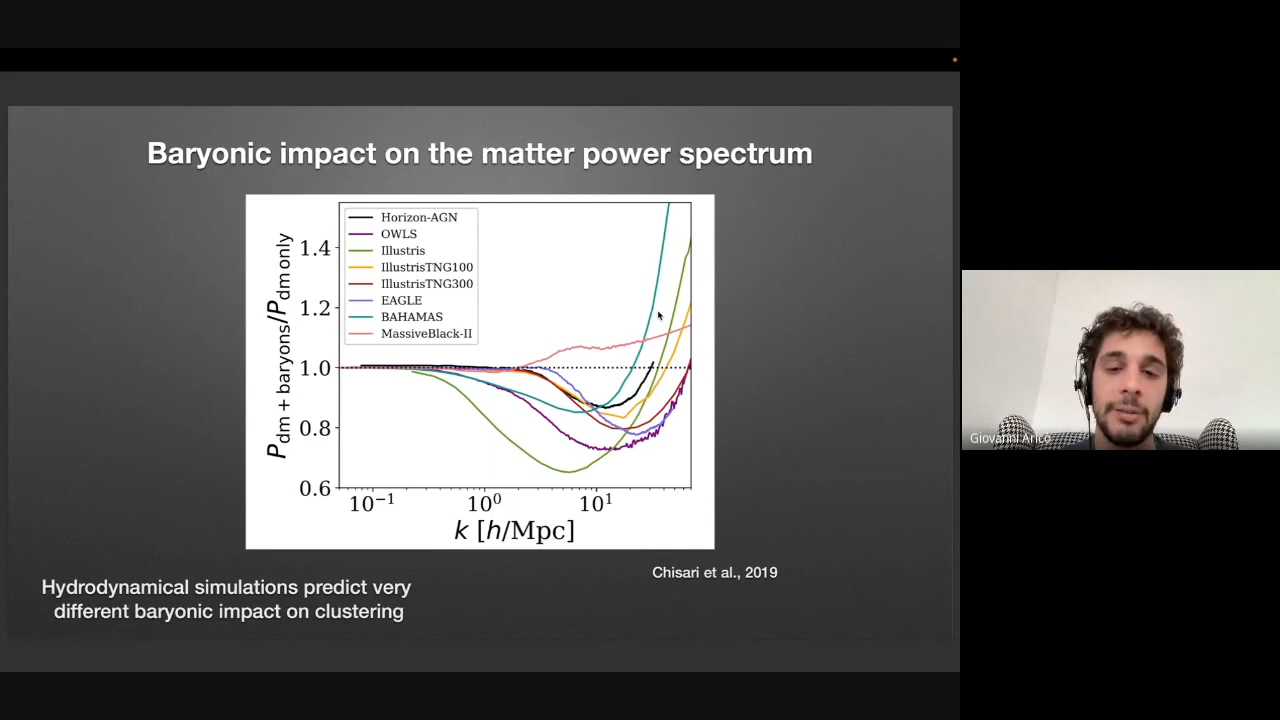 Baryonic impact on the matter power spectrum
P_dm + baryons/P_dm only
1.4
1.2
1.0
0.8
0.6
Horizon-AGN
OWLS
Illustris
IllustrisTNG100
IllustrisTNG300
EAGLE
BAHAMAS
MassiveBlack-II
10⁻¹
10⁰
10¹
k [h/Mpc]
Chisari et al., 2019
Hydrodynamical simulations predict very
different baryonic impact on clustering
Giovanni Aricò